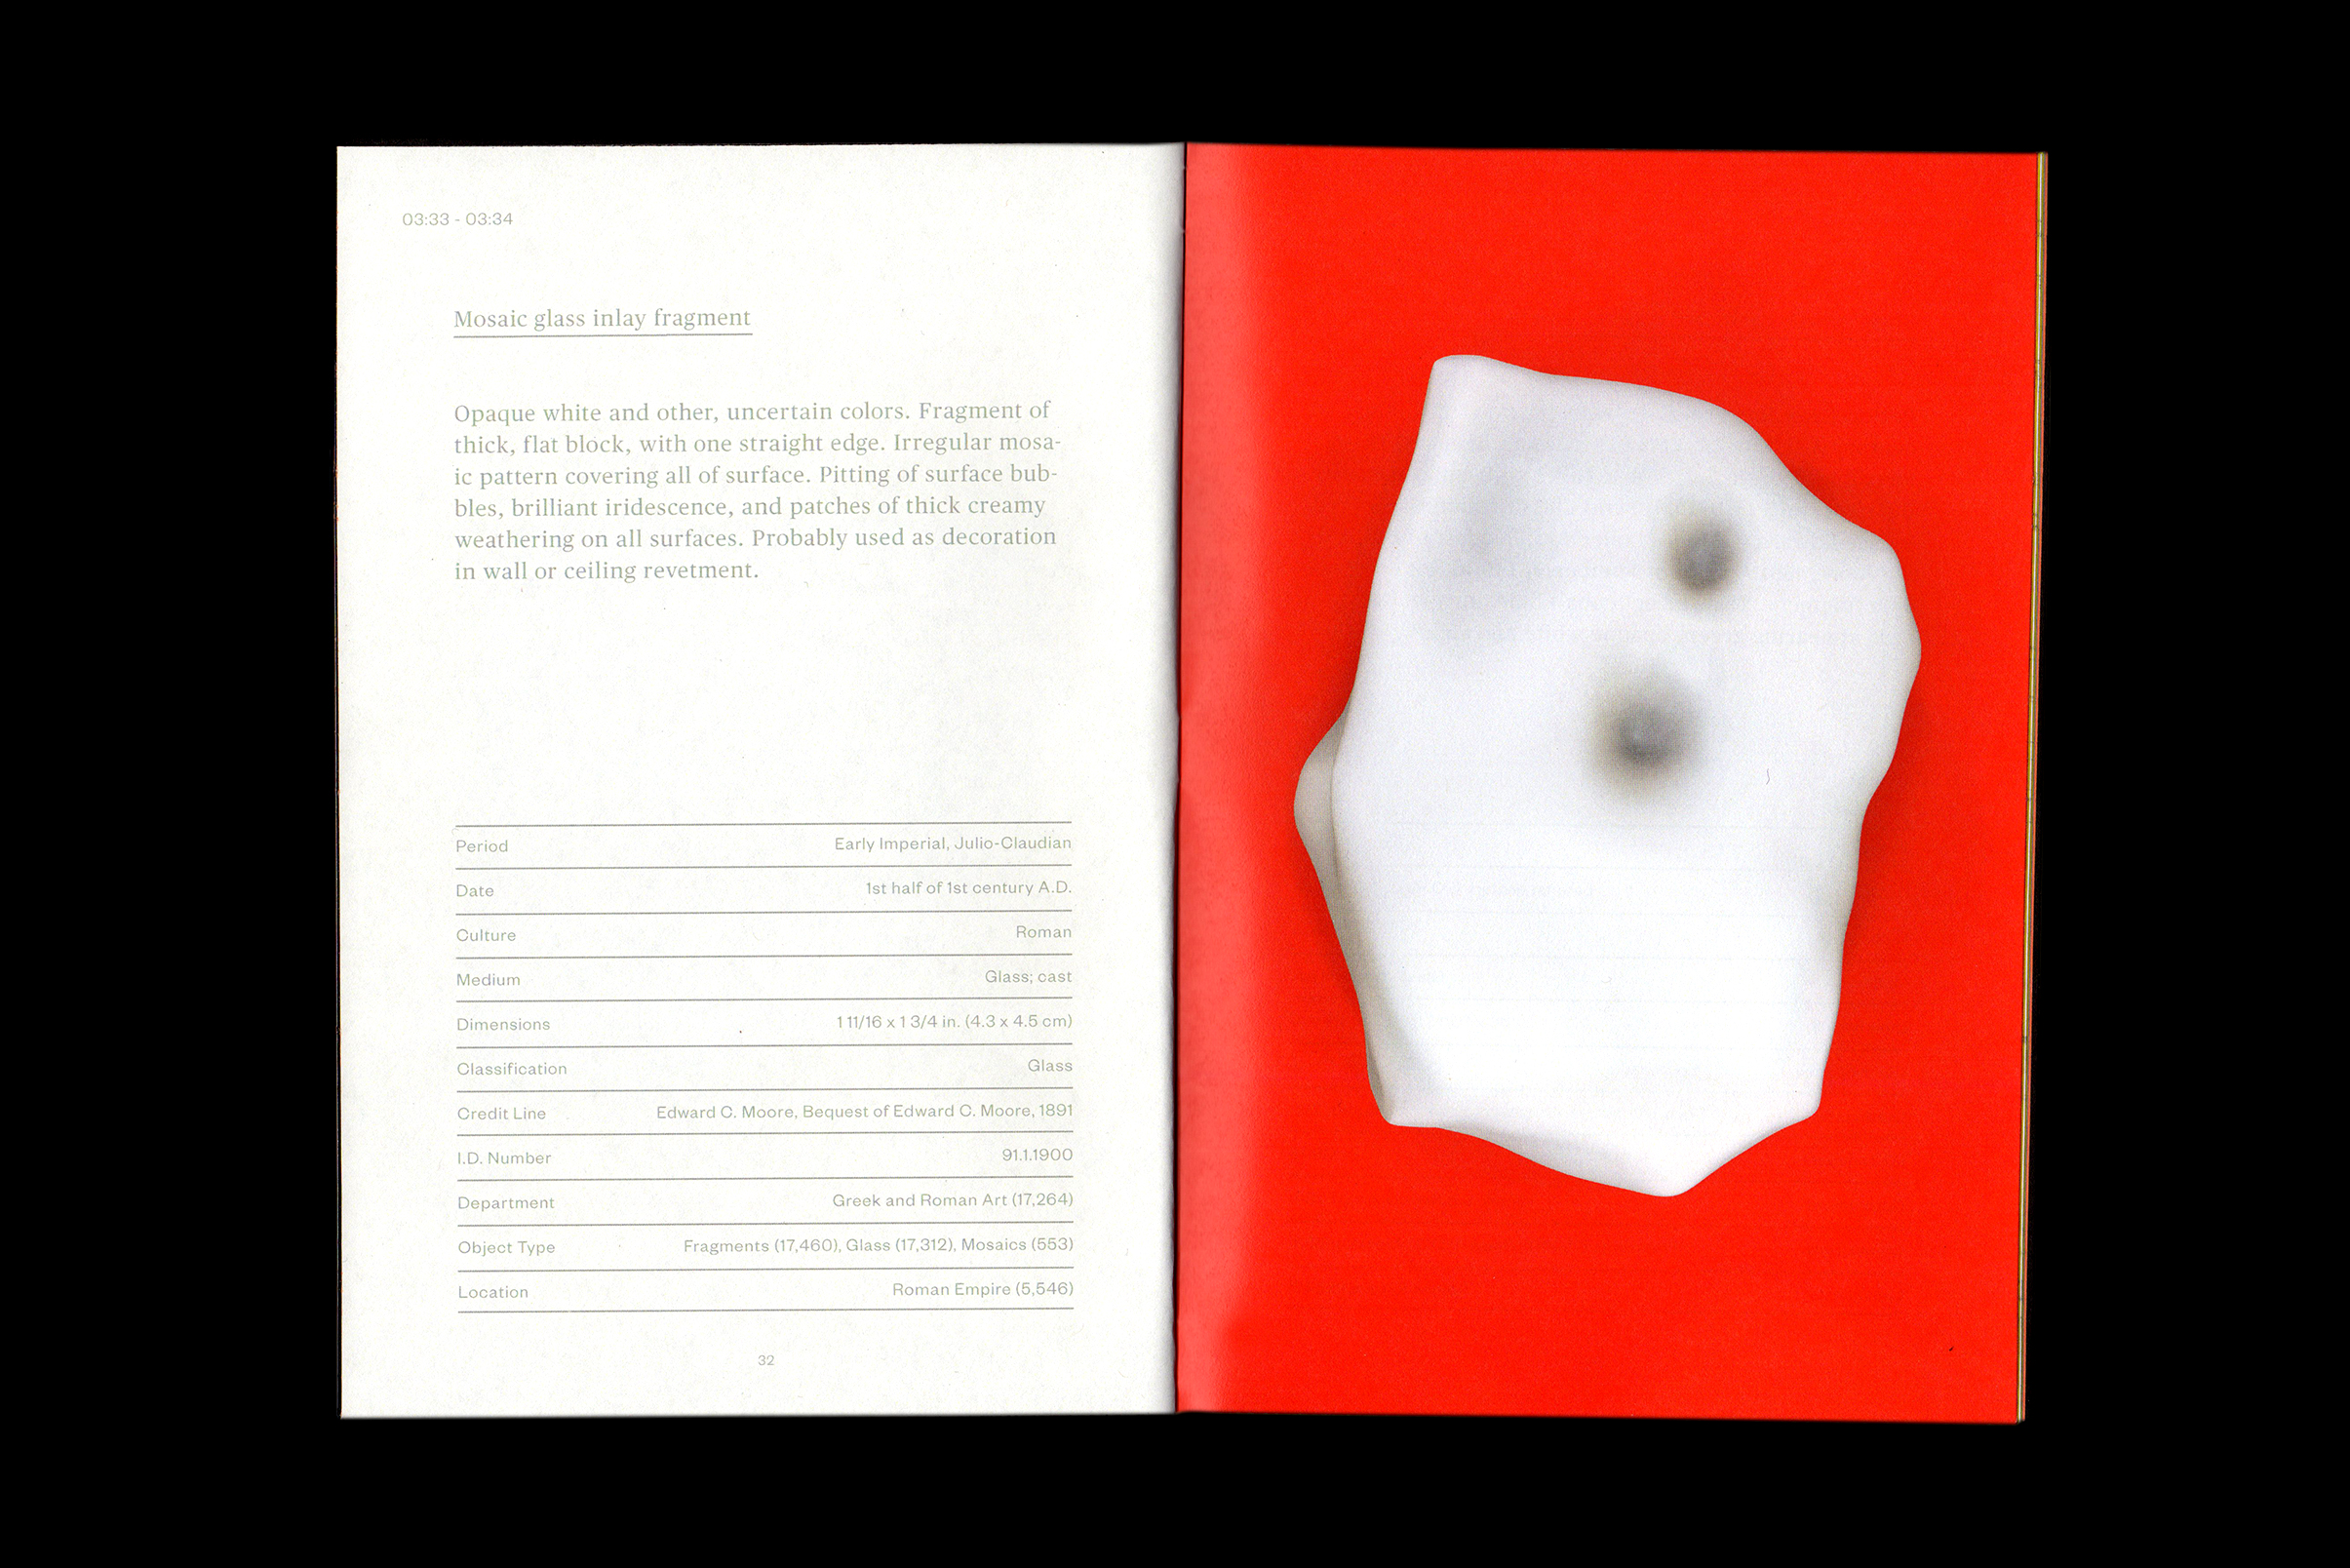 03:33 - 03:34
Mosaic glass inlay fragment
Opaque white and other, uncertain colors. Fragment of
thick, flat block, with one straight edge. Irregular mosa-
ic pattern covering all of surface. Pitting of surface bub-
bles, brilliant iridescence, and patches of thick creamy
weathering on all surfaces. Probably used as decoration
in wall or ceiling revetment.
Period Early Imperial, Julio-Claudian
Date 1st half of 1st century A.D.
Culture Roman
Medium Glass; cast
Dimensions 1 11/16 x 1 3/4 in. (4.3 x 4.5 cm)
Classification Glass
Credit Line Edward C. Moore, Bequest of Edward C. Moore, 1891
I.D. Number 91.1.1900
Department Greek and Roman Art (17,264)
Object Type Fragments (17,460), Glass (17,312), Mosaics (553)
Location Roman Empire (5,546)
32